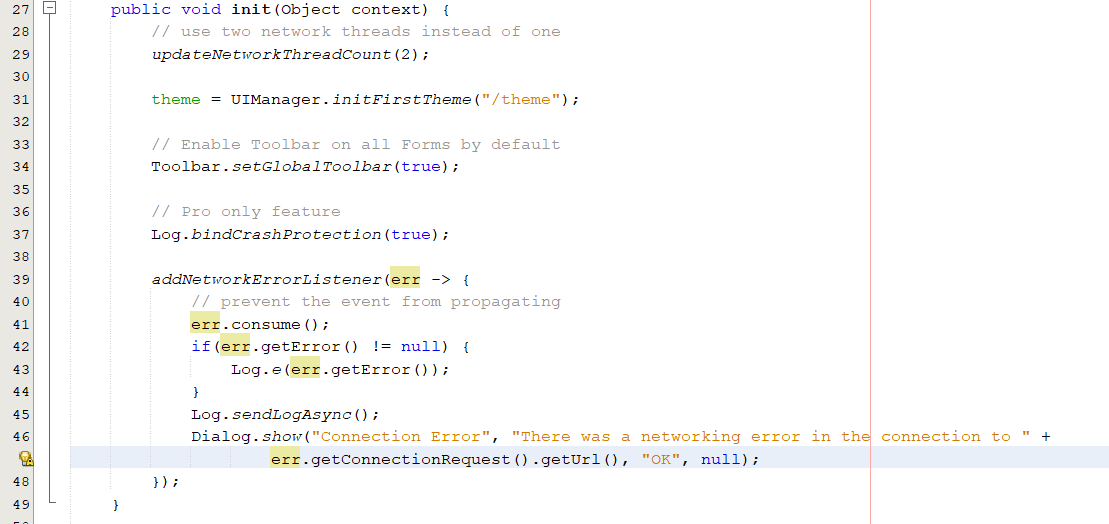 27 public void init(Object context) {
28 // use two network threads instead of one
29 updateNetworkThreadCount(2);
30
31 theme = UIManager.initFirstTheme("/theme");
32
33 // Enable Toolbar on all Forms by default
34 Toolbar.setGlobalToolbar(true);
35
36 // Pro only feature
37 Log.bindCrashProtection(true);
38
39 addNetworkErrorListener(err -> {
40 // prevent the event from propagating
41 err.consume();
42 if(err.getError() != null) {
43 Log.e(err.getError());
44 }
45 Log.sendLogAsync();
46 Dialog.show("Connection Error", "There was a networking error in the connection to " +
err.getConnectionRequest().getUrl(), "OK", null);
48 });
49 }